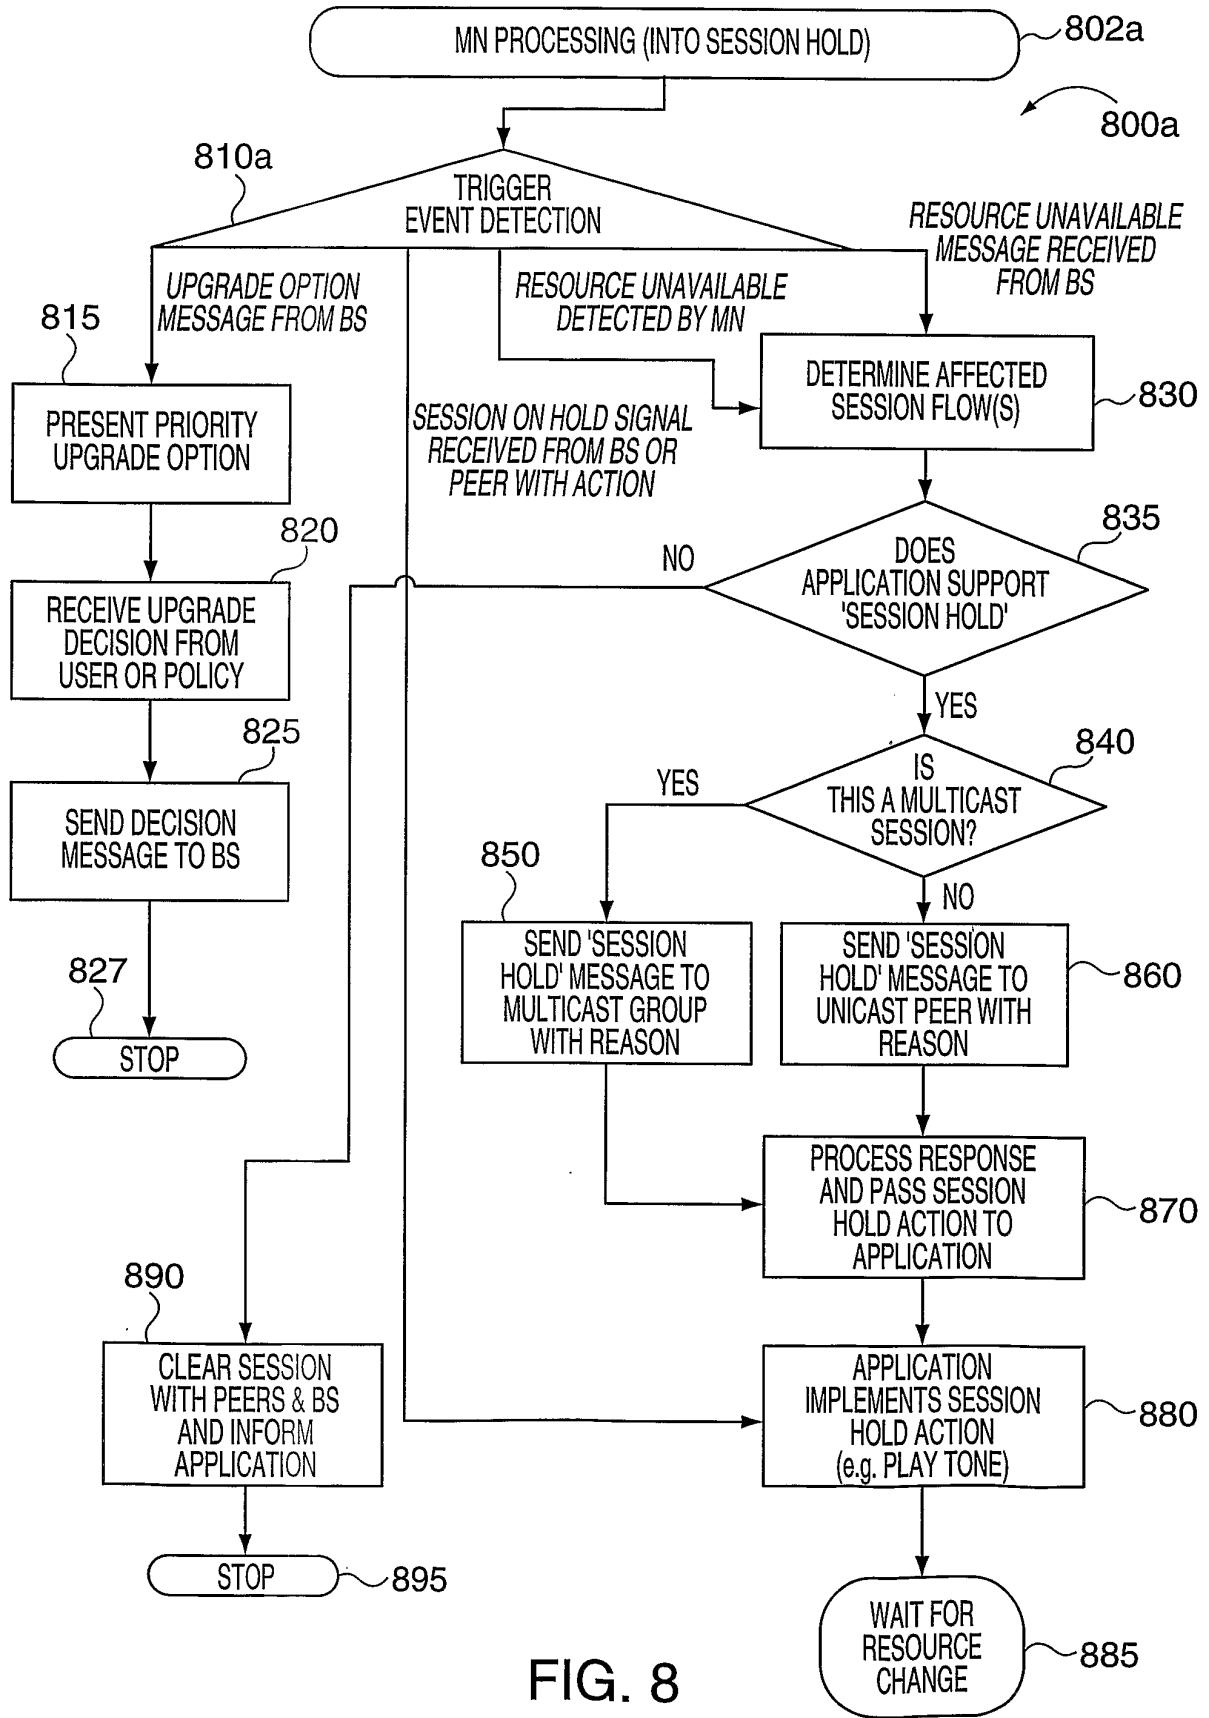 MN PROCESSING (INTO SESSION HOLD)
802a
800a
810a
TRIGGER
EVENT DETECTION
RESOURCE UNAVAILABLE
MESSAGE RECEIVED
FROM BS
UPGRADE OPTION
MESSAGE FROM BS
RESOURCE UNAVAILABLE
DETECTED BY MN
815
PRESENT PRIORITY
UPGRADE OPTION
SESSION ON HOLD SIGNAL
RECEIVED FROM BS OR
PEER WITH ACTION
DETERMINE AFFECTED
SESSION FLOW(S)
830
820
RECEIVE UPGRADE
DECISION FROM
USER OR POLICY
NO
DOES
APPLICATION SUPPORT
'SESSION HOLD'
835
YES
825
SEND DECISION
MESSAGE TO BS
YES
IS
THIS A MULTICAST
SESSION?
840
NO
850
SEND 'SESSION
HOLD' MESSAGE TO
MULTICAST GROUP
WITH REASON
SEND 'SESSION
HOLD' MESSAGE TO
UNICAST PEER WITH
REASON
860
827
STOP
PROCESS RESPONSE
AND PASS SESSION
HOLD ACTION TO
APPLICATION
870
890
CLEAR SESSION
WITH PEERS & BS
AND INFORM
APPLICATION
APPLICATION
IMPLEMENTS SESSION
HOLD ACTION
(e.g. PLAY TONE)
880
STOP
895
WAIT FOR
RESOURCE
CHANGE
885
FIG. 8